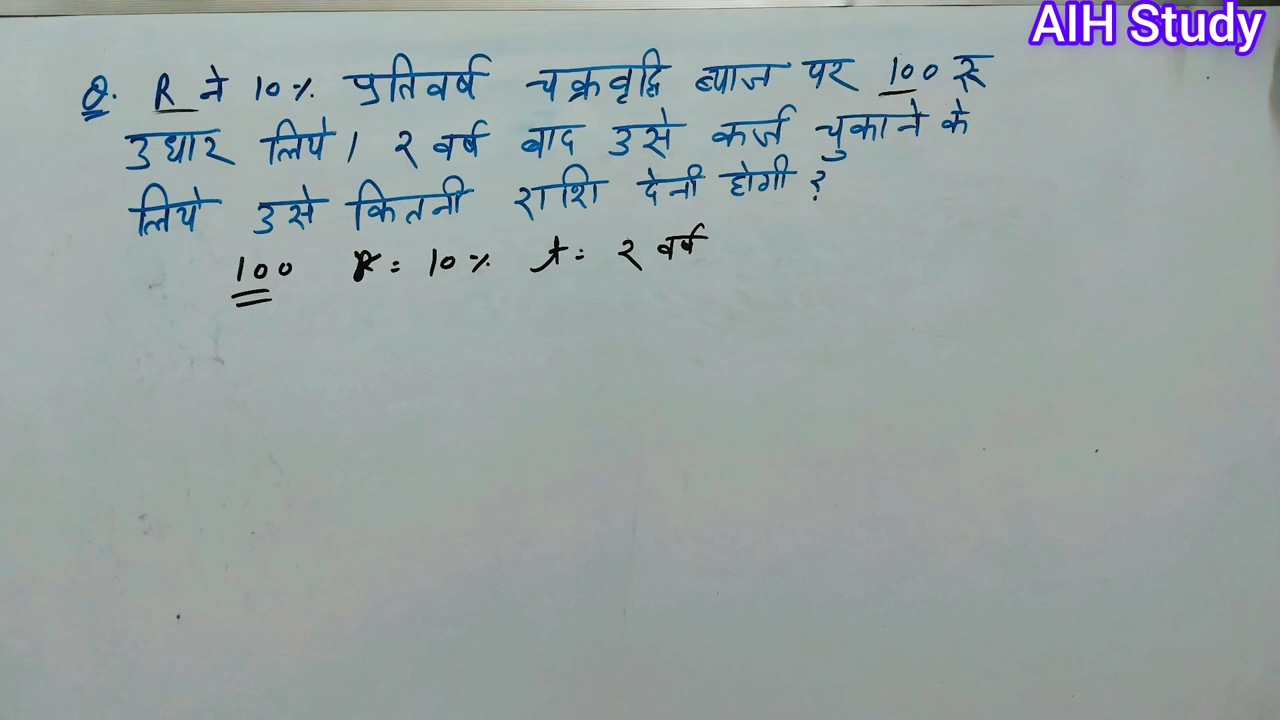 AIH Study
Q. R ने 10% प्रतिवर्ष चक्रवृद्वि ब्याज पर 100 रू
उधार लिये। २ वर्ष बाद उसे कर्ज चुकाने के
लिये उसे कितनी राशि देनी होगी ?
100 R = 10% t = २ वर्ष